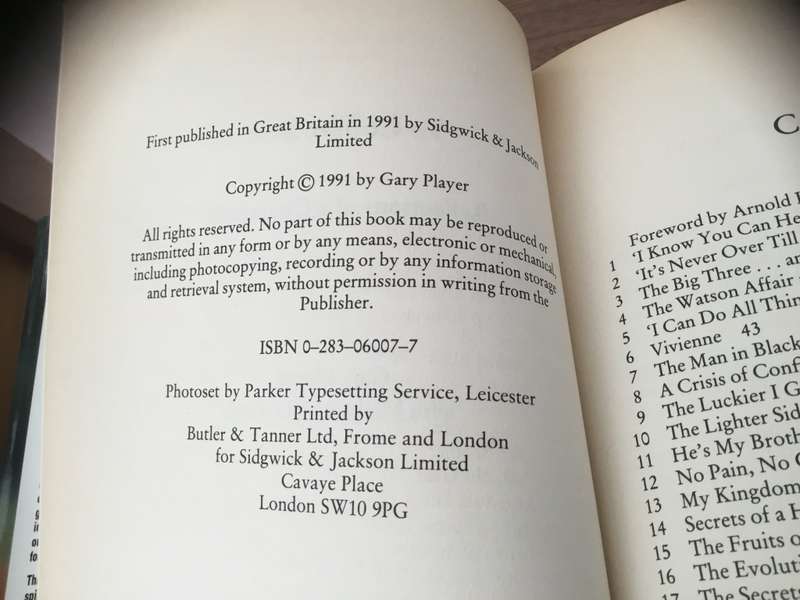 First published in Great Britain in 1991 by Sidgwick & Jackson
Limited
Copyright © 1991 by Gary Player
All rights reserved. No part of this book may be reproduced or
transmitted in any form or by any means, electronic or mechanical,
including photocopying, recording or by any information storage
and retrieval system, without permission in writing from the
Publisher.
ISBN 0–283–06007–7
Photoset by Parker Typesetting Service, Leicester
Printed by
Butler & Tanner Ltd, Frome and London
for Sidgwick & Jackson Limited
Cavaye Place
London SW10 9PG
C
Foreword by Arnold
1 'I Know You Can He
2 'It's Never Over Till
3 The Big Three . . . an
4 The Watson Affair
5 'I Can Do All Thin
6 Vivienne 43
7 The Man in Black
8 A Crisis of Conf
9 The Luckier I G
10 The Lighter Sid
11 He's My Broth
12 No Pain, No
13 My Kingdom
14 Secrets of a H
15 The Fruits o
16 The Evoluti
17 The Secrets